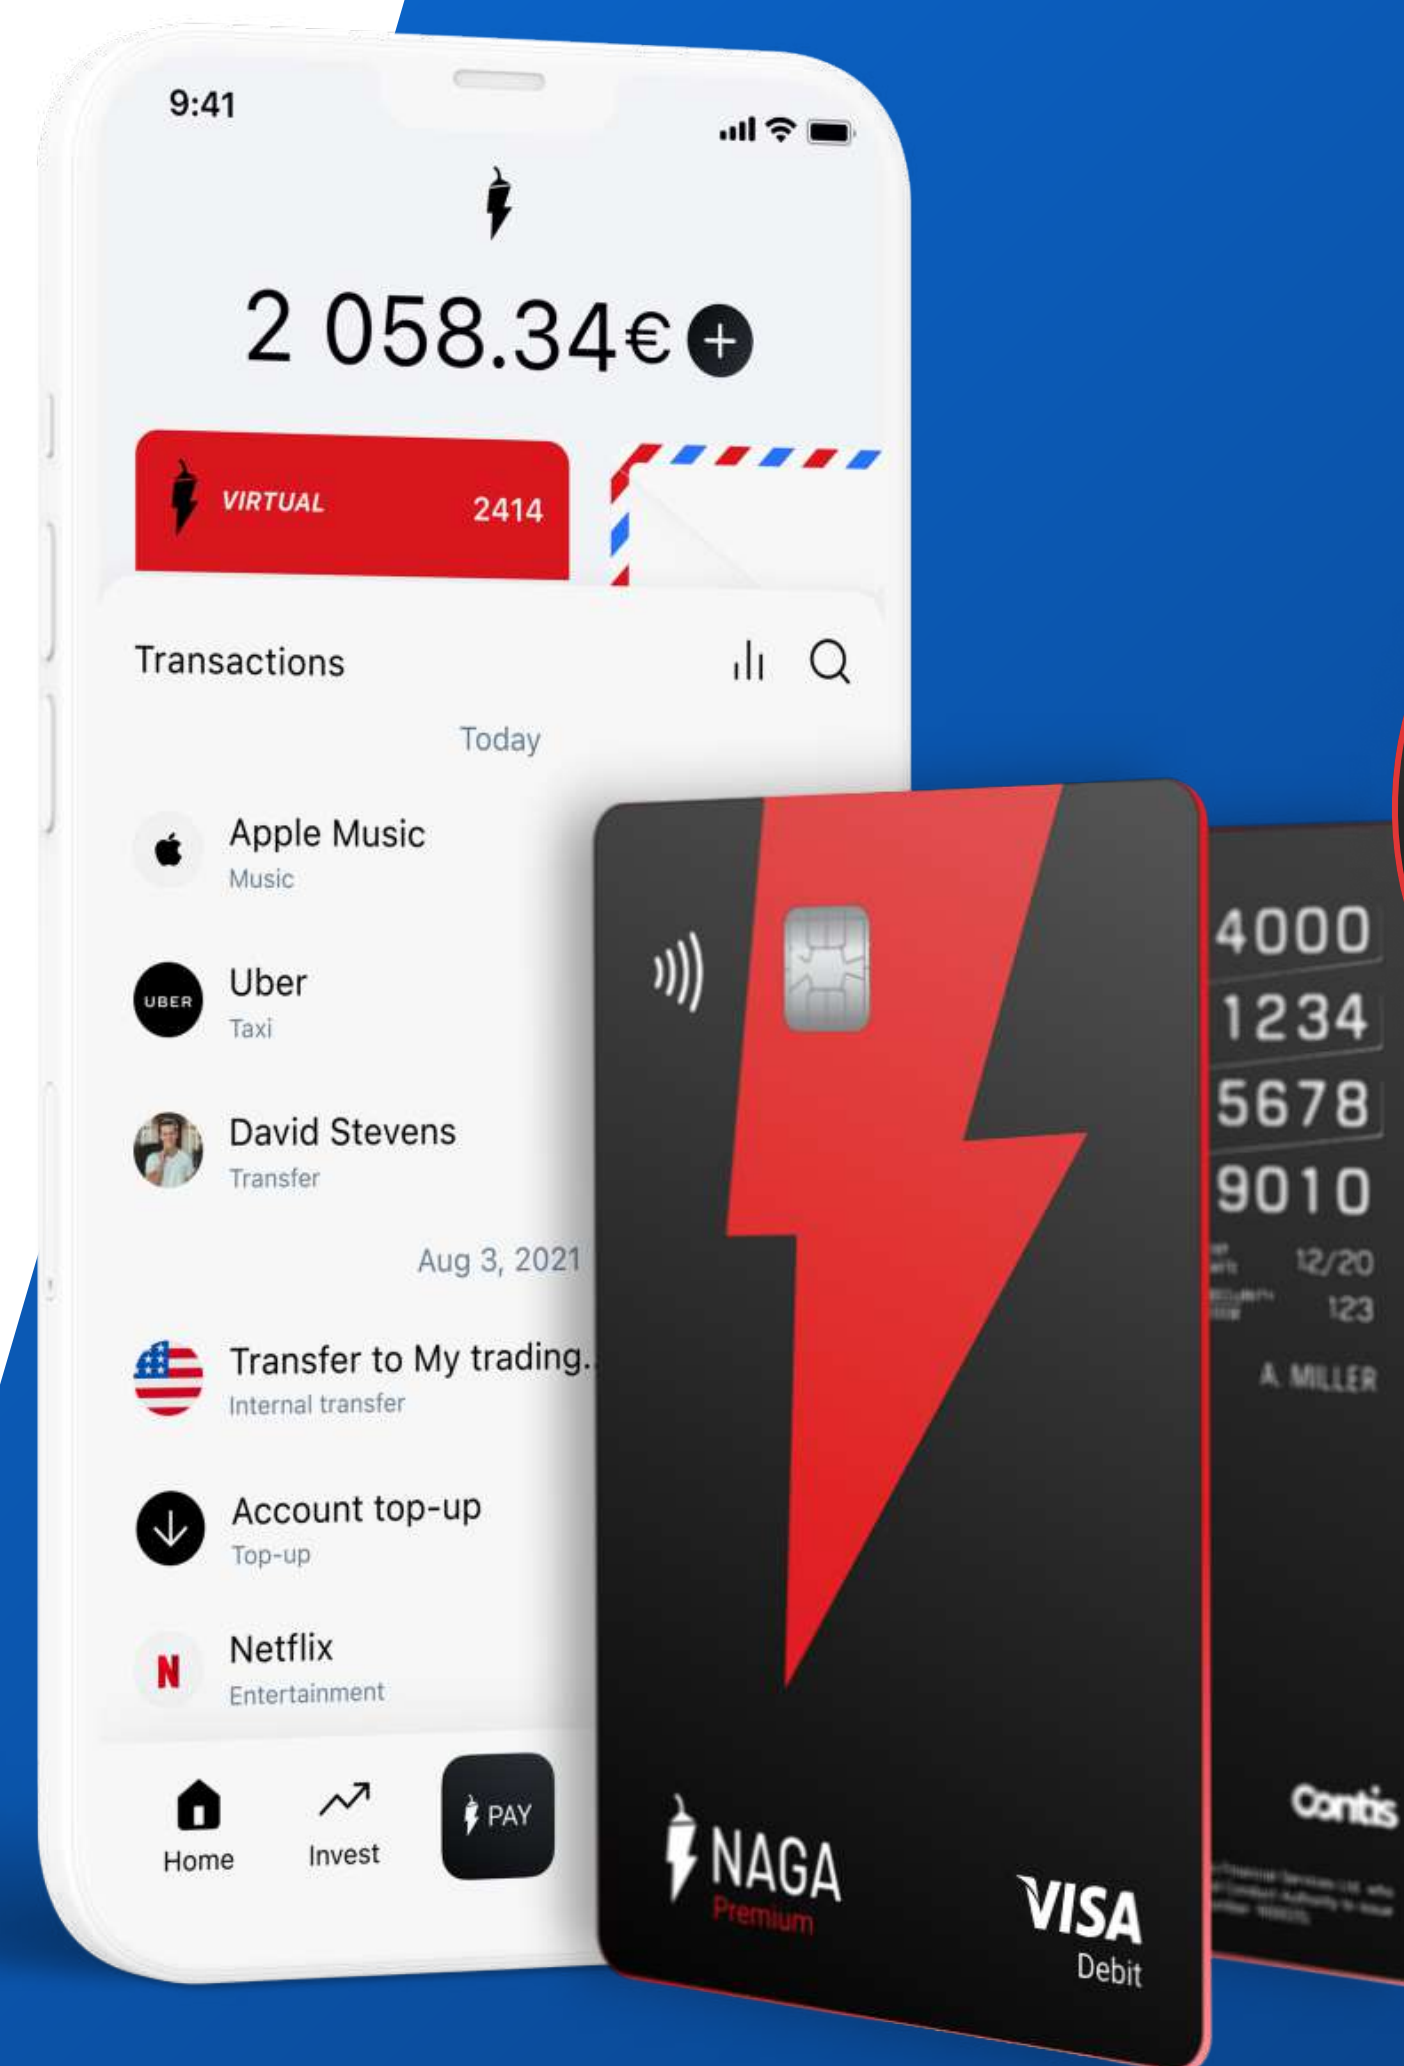 9:41
2 058.34€
VIRTUAL 2414
Transactions
Today
Apple Music
Music
UBER
Uber
Taxi
David Stevens
Transfer
Aug 3, 2021
Transfer to My trading..
Internal transfer
Account top-up
Top-up
N
Netflix
Entertainment
Home
Invest
PAY
NAGA
Premium
VISA
Debit
4000
1234
5678
9010
12/20
123
A. MILLER
Contis